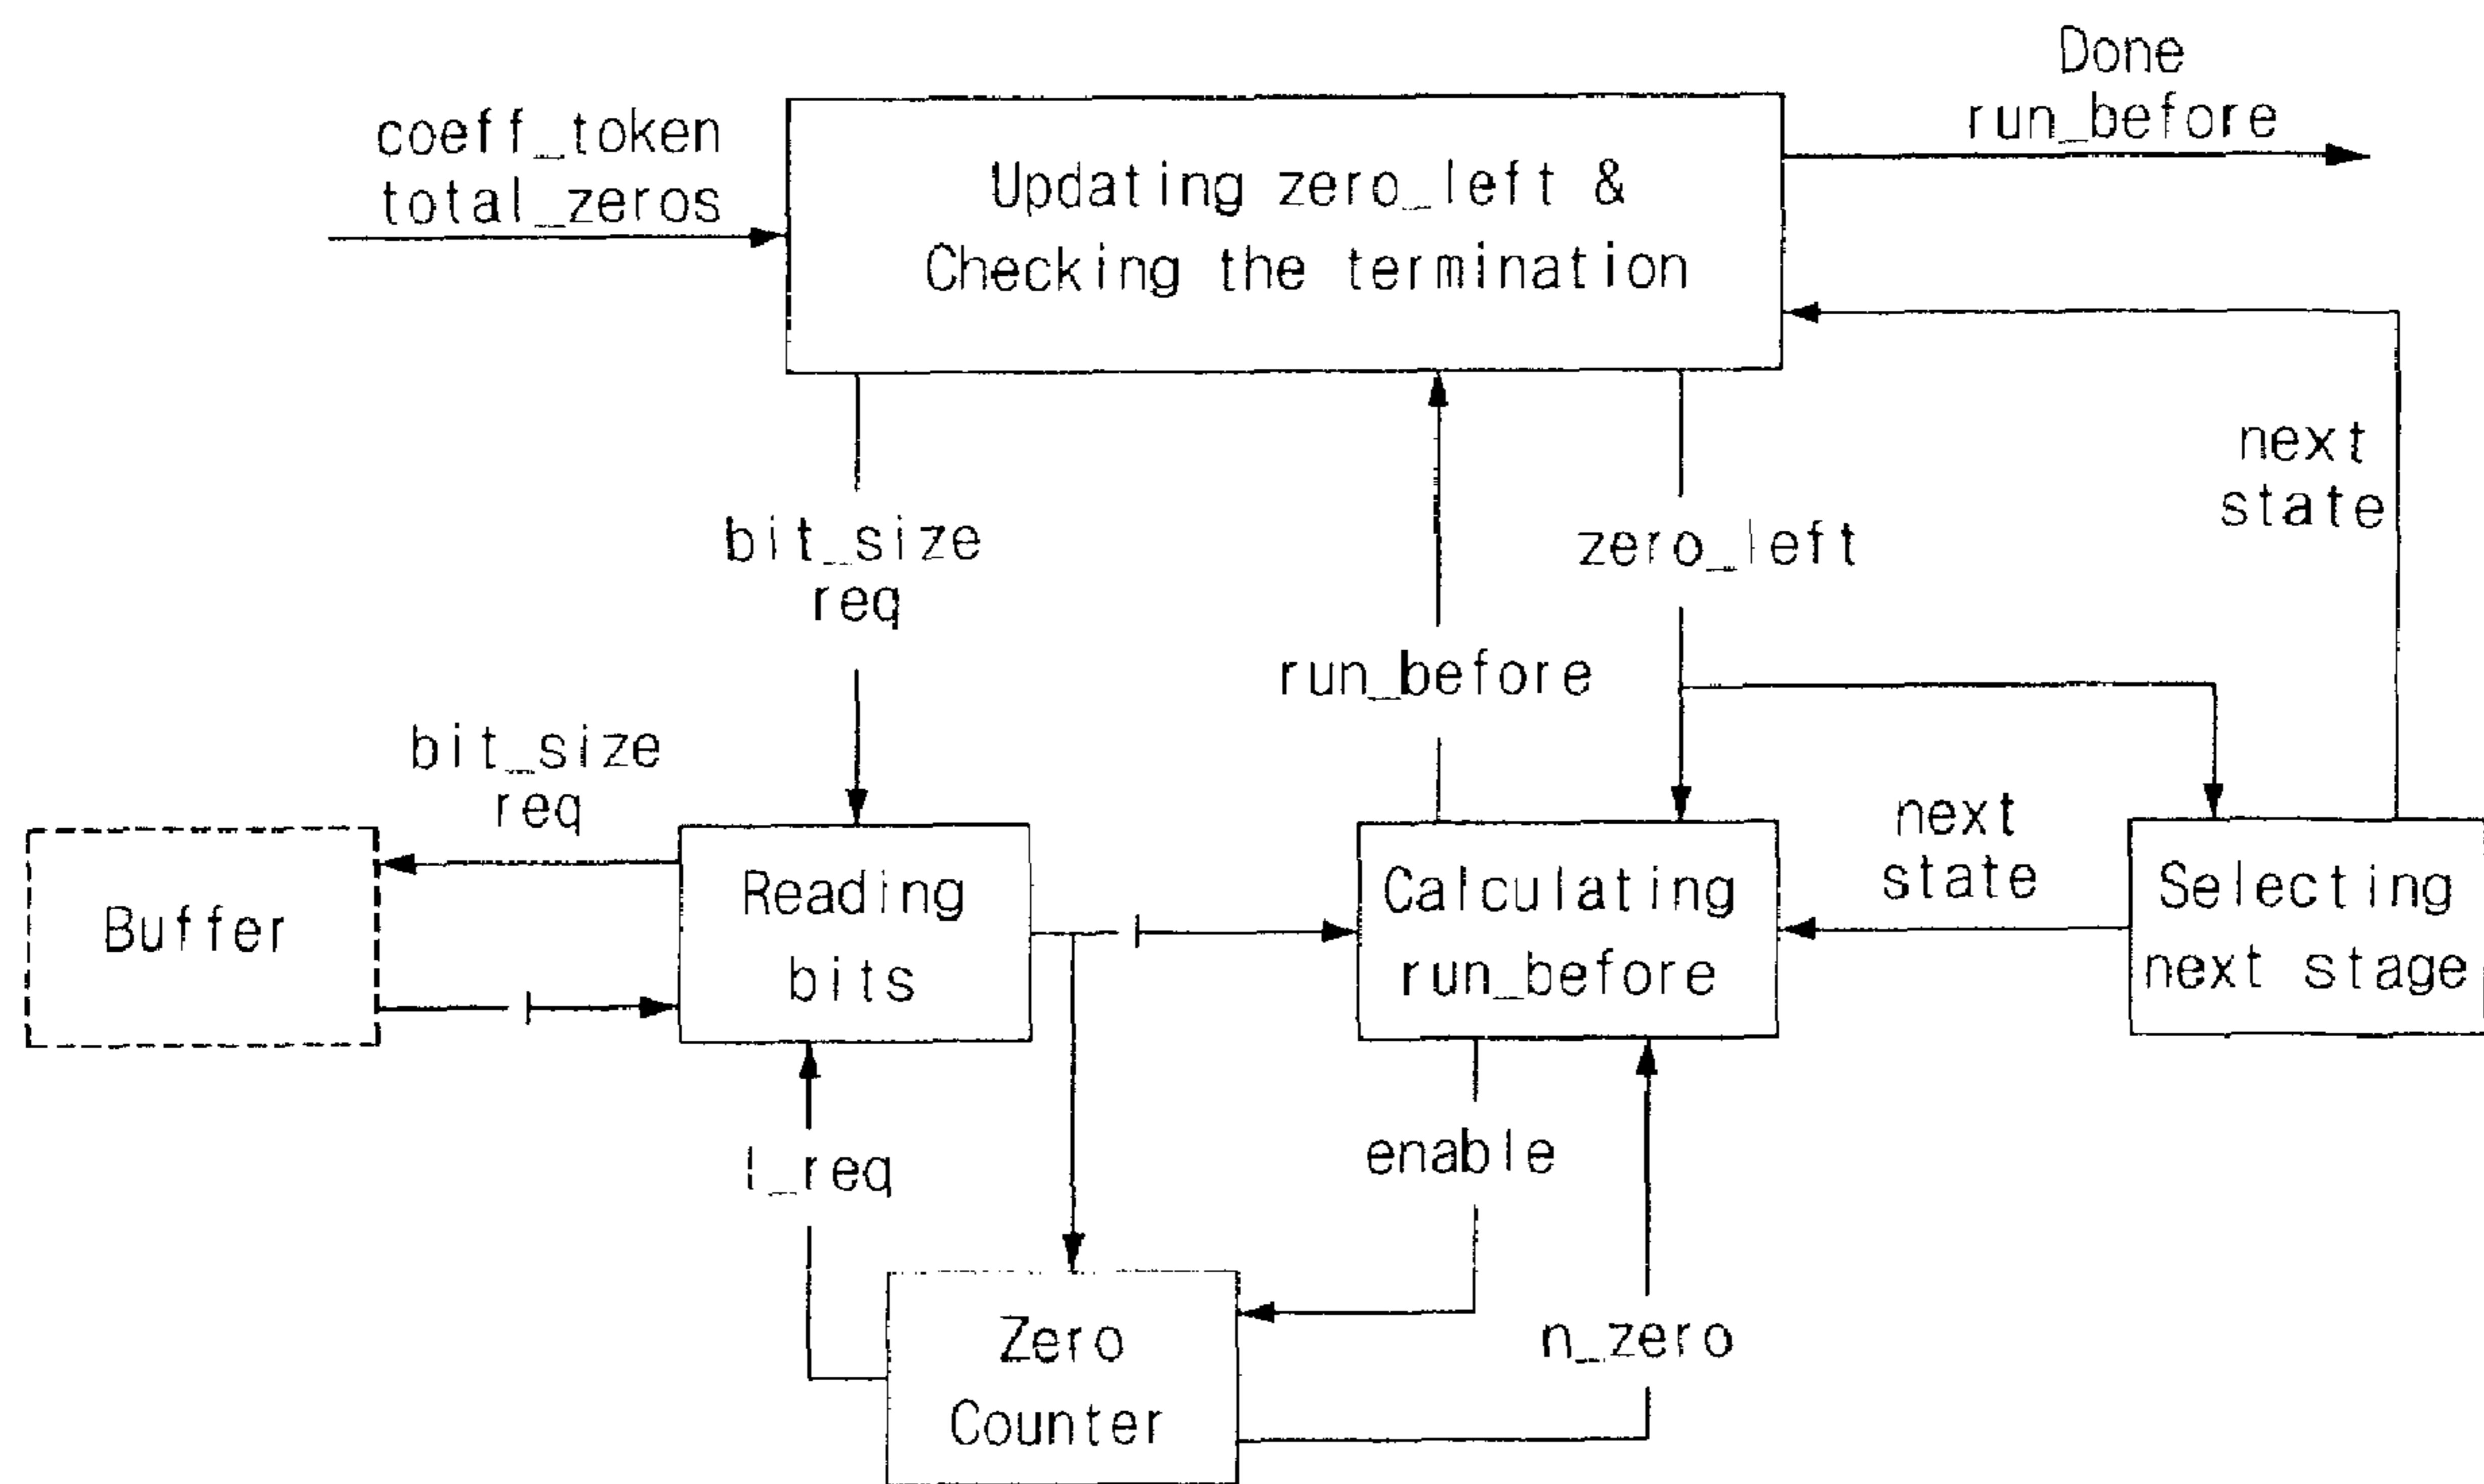 Done
run_before
coeff_token
total_zeros
Updating zero_left &
Checking the termination
next
state
bit_size
req
zero_left
run_before
bit_size
req
next
state
Buffer
Reading
bits
Calculating
run_before
Selecting
next stage
enable
n_zero
Zero
Counter